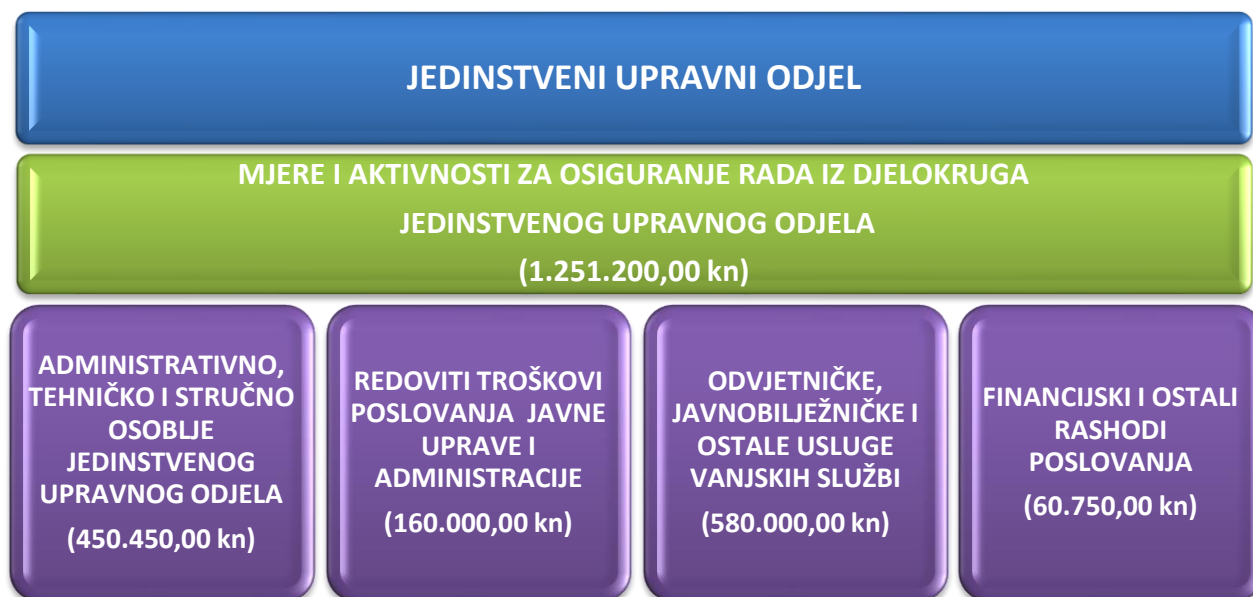 JEDINSTVENI UPRAVNI ODJEL
MJERE I AKTIVNOSTI ZA OSIGURANJE RADA IZ DJELOKRUGA
JEDINSTVENOG UPRAVNOG ODJELA
(1.251.200,00 kn)
ADMINISTRATIVNO,
TEHNIČKO I STRUČNO
OSOBLJE
JEDINSTVENOG
UPRAVNOG ODJELA
(450.450,00 kn)
REDOVITI TROŠKOVI
POSLOVANJA JAVNE
UPRAVE I
ADMINISTRACIJE
(160.000,00 kn)
ODVJETNIČKE,
JAVNOBILJEŽNIČKE I
OSTALE USLUGE
VANJSKIH SLUŽBI
(580.000,00 kn)
FINANCIJSKI I OSTALI
RASHODI
POSLOVANJA
(60.750,00 kn)